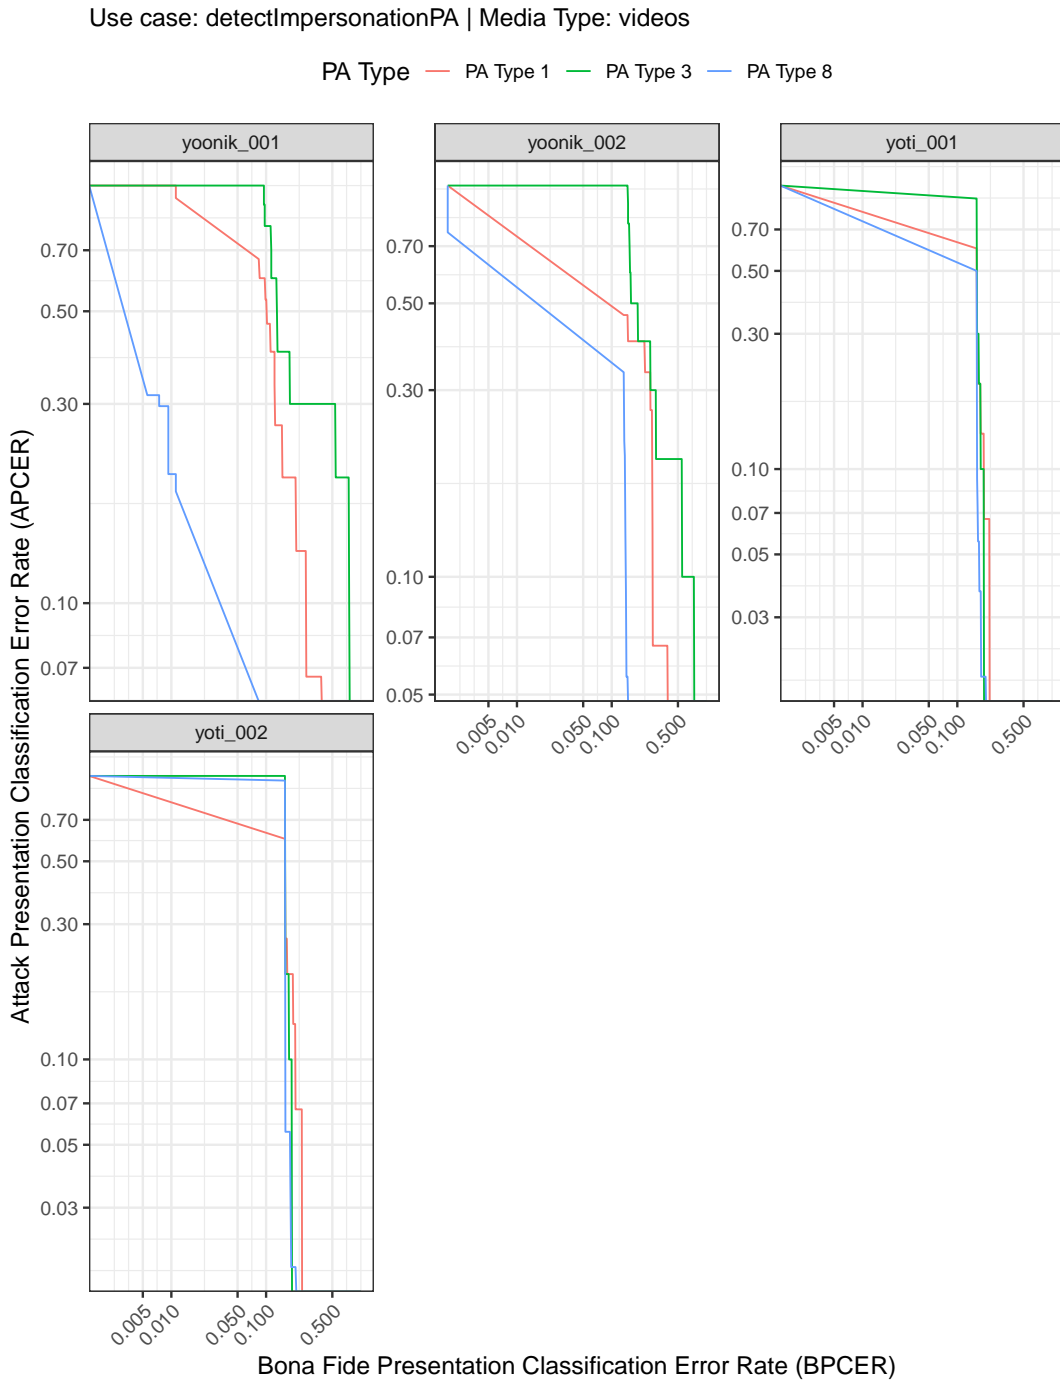 Use case: detectImpersonationPA | Media Type: videos
PA Type PA Type 1 PA Type 3 PA Type 8
yoonik_001 yoonik_002 yoti_001
0.70
0.50
0.30
0.10
0.07
0.70
0.50
0.30
0.10
0.07
0.05
0.70
0.50
0.30
0.10
0.07
0.05
0.03
0.005 0.010 0.050 0.100 0.500
0.005 0.010 0.050 0.100 0.500
yoti_002
0.70
0.50
0.30
0.10
0.07
0.05
0.03
0.005 0.010 0.050 0.100 0.500
Attack Presentation Classification Error Rate (APCER)
Bona Fide Presentation Classification Error Rate (BPCER)